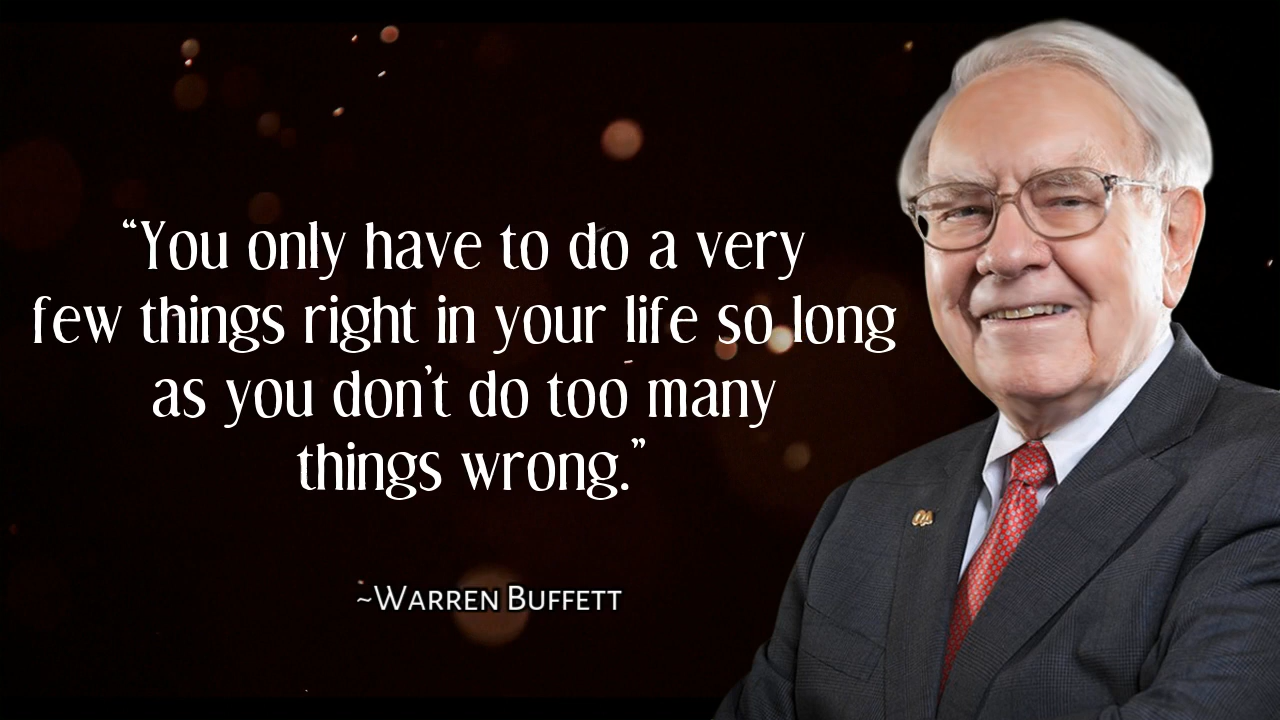 “You only have to do a very
few things right in your life so long
as you don’t do too many
things wrong.”
~Warren Buffett